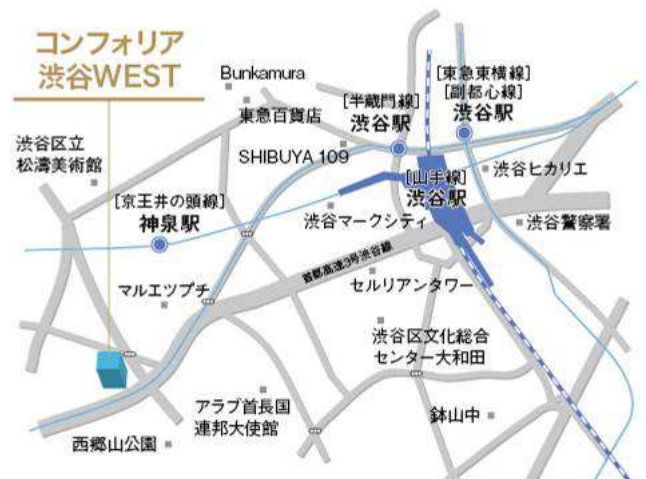 コンフォリア
渋谷WEST
Bunkamura
東急百貨店
SHIBUYA 109
[半蔵門線]
渋谷駅
[東急東横線]
[副都心線]
渋谷駅
渋谷区立
松濤美術館
[京王井の頭線]
神泉駅
[山手線]
渋谷駅
渋谷ヒカリエ
渋谷マークシティ
渋谷警察署
首都高速3号渋谷線
マルエツプチ
セルリアンタワー
渋谷区文化総合
センター大和田
アラブ首長国
連邦大使館
鉢山中
西郷山公園